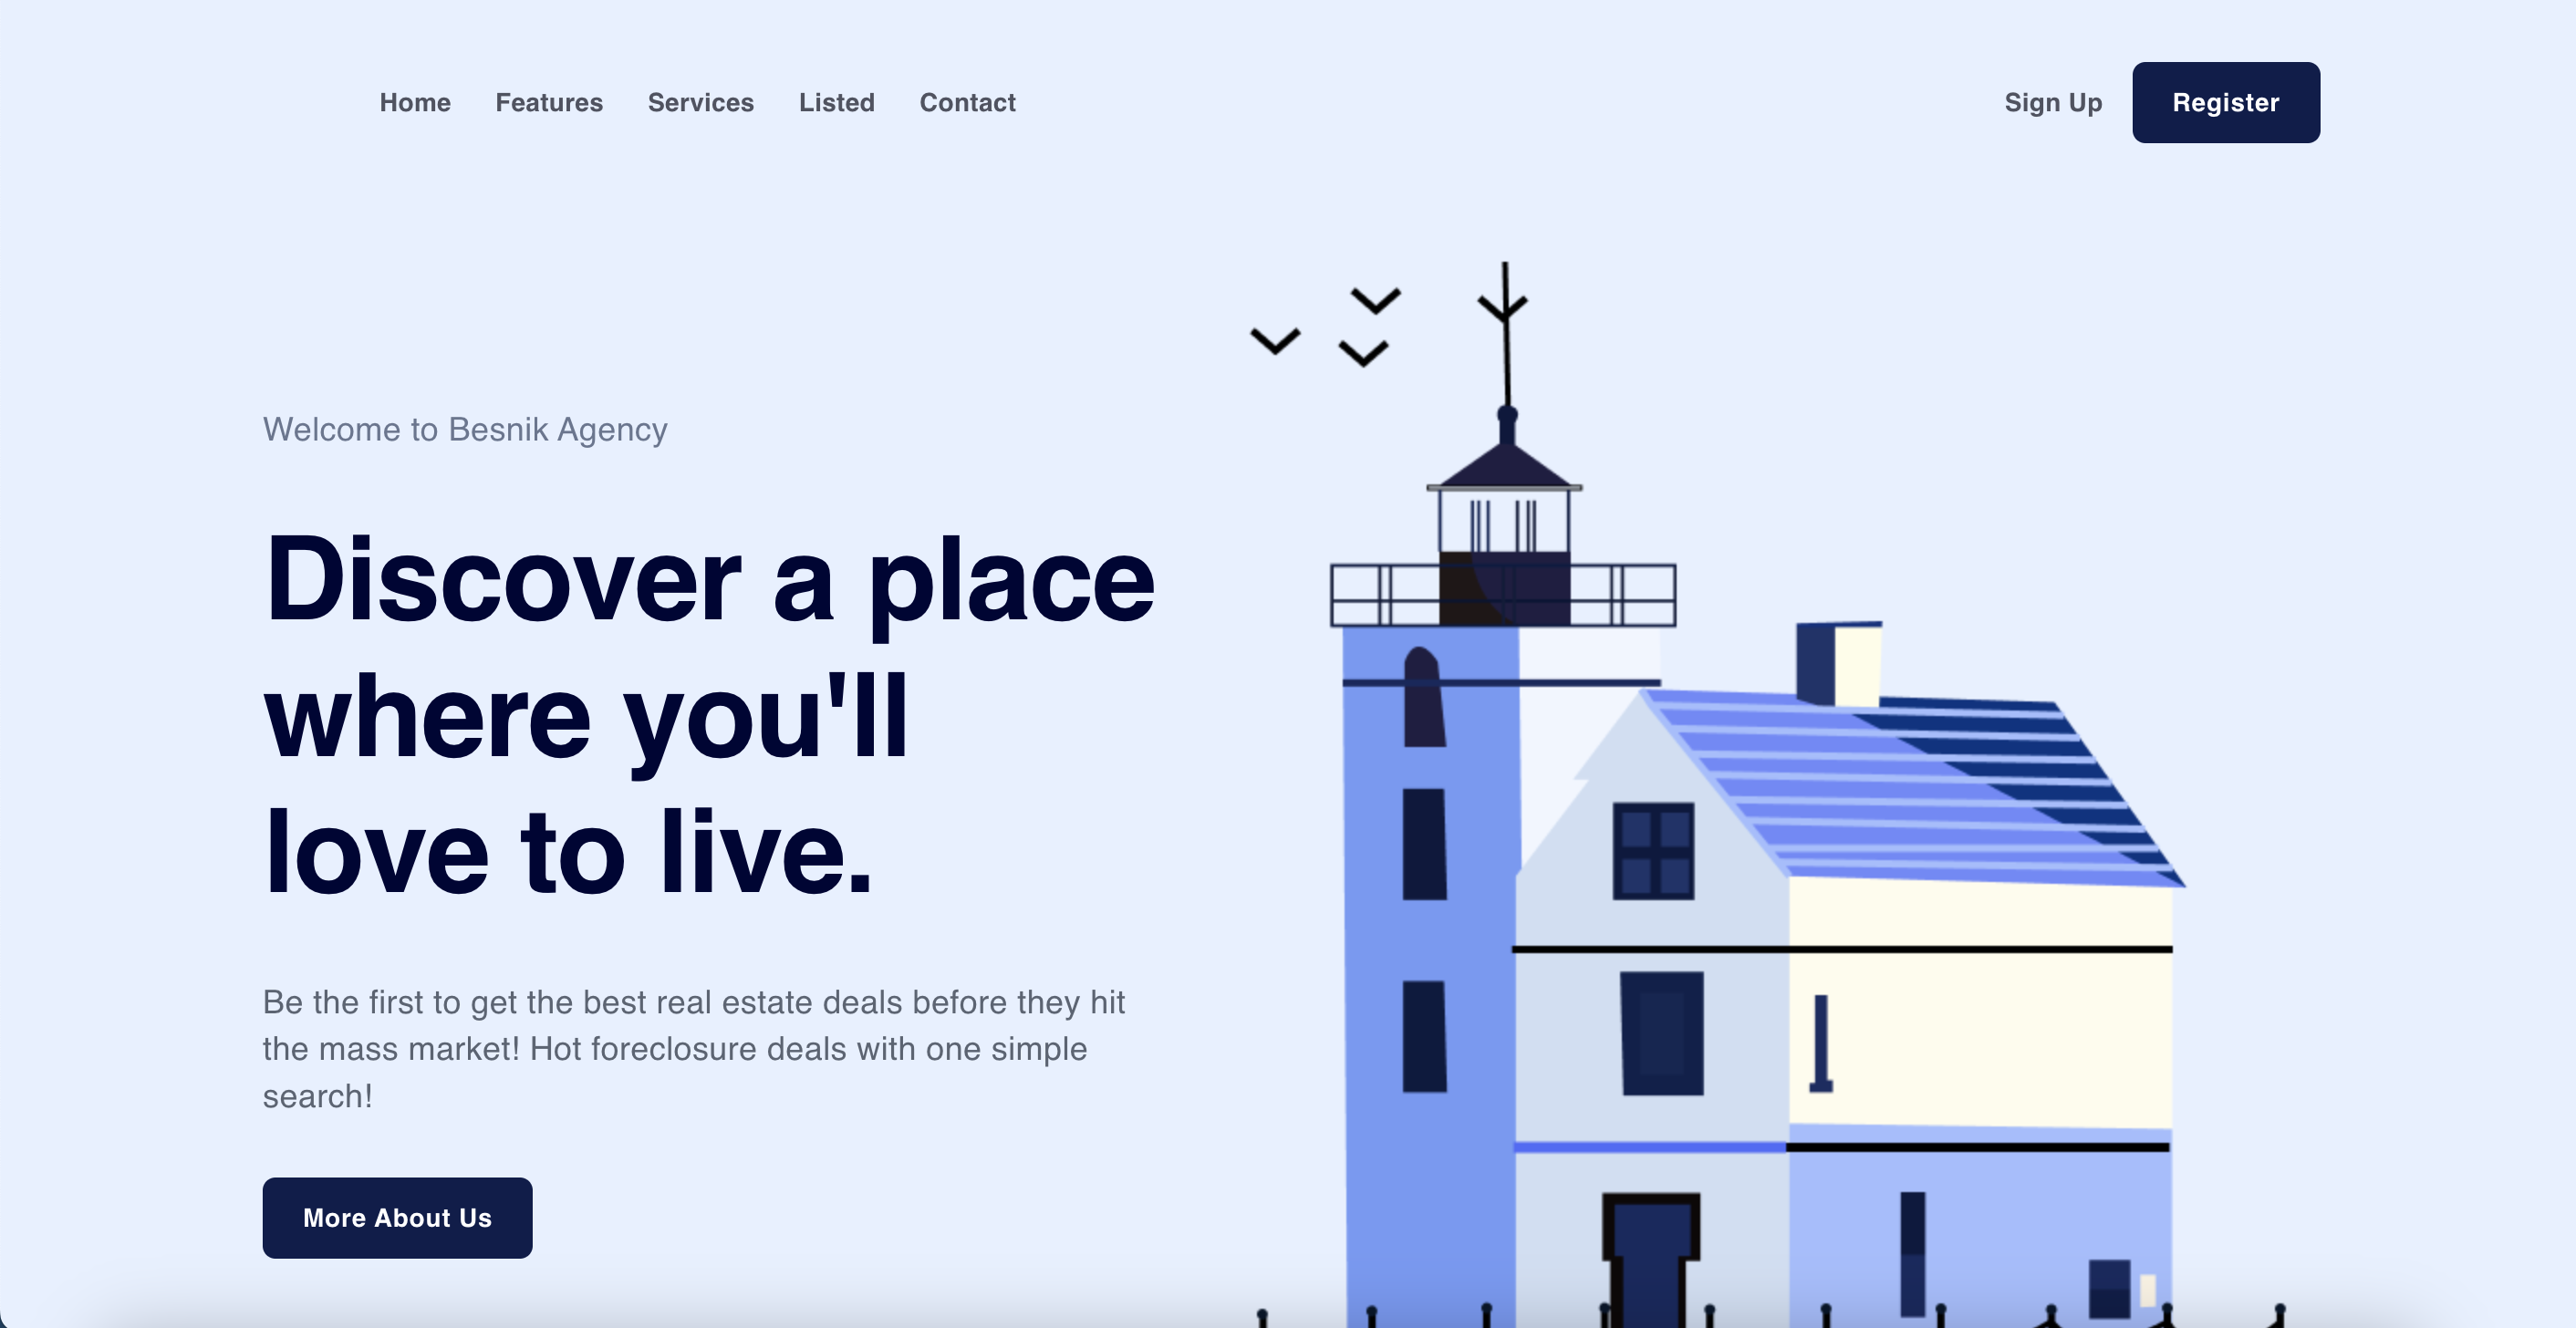 Home Features Services Listed Contact Sign Up Register
Welcome to Besnik Agency
Discover a place
where you'll
love to live.
Be the first to get the best real estate deals before they hit
the mass market! Hot foreclosure deals with one simple
search!
More About Us